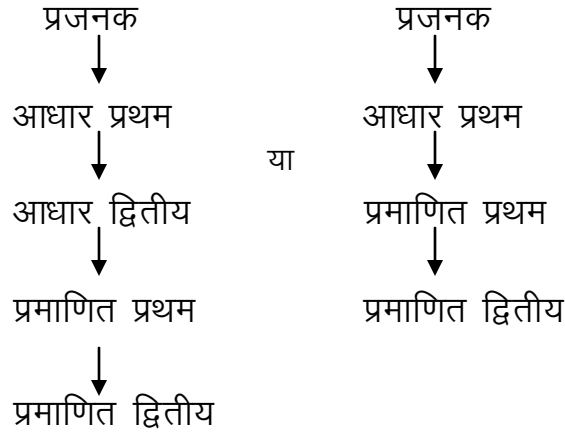 प्रजनक
आधार प्रथम
आधार द्वितीय
प्रमाणित प्रथम
प्रमाणित द्वितीय
या
प्रजनक
आधार प्रथम
प्रमाणित प्रथम
प्रमाणित द्वितीय